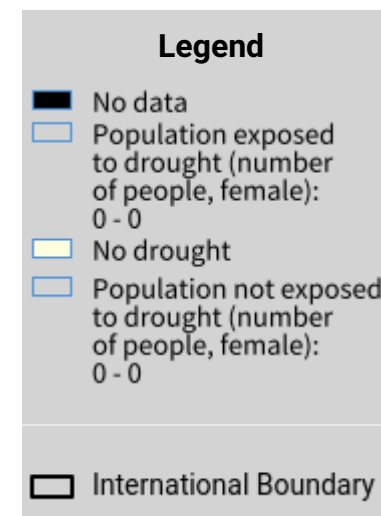 Legend
No data
Population exposed
to drought (number
of people, female):
0 - 0
No drought
Population not exposed
to drought (number
of people, female):
0 - 0
International Boundary